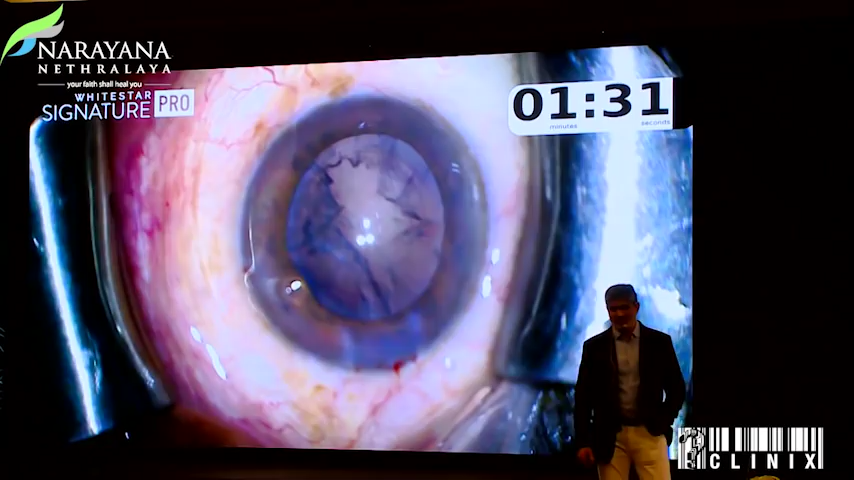 NARAYANA
NETHRALAYA
your faith shall heal you
WHITESTAR
SIGNATURE PRO
01:31
minutes
seconds
CLINIX